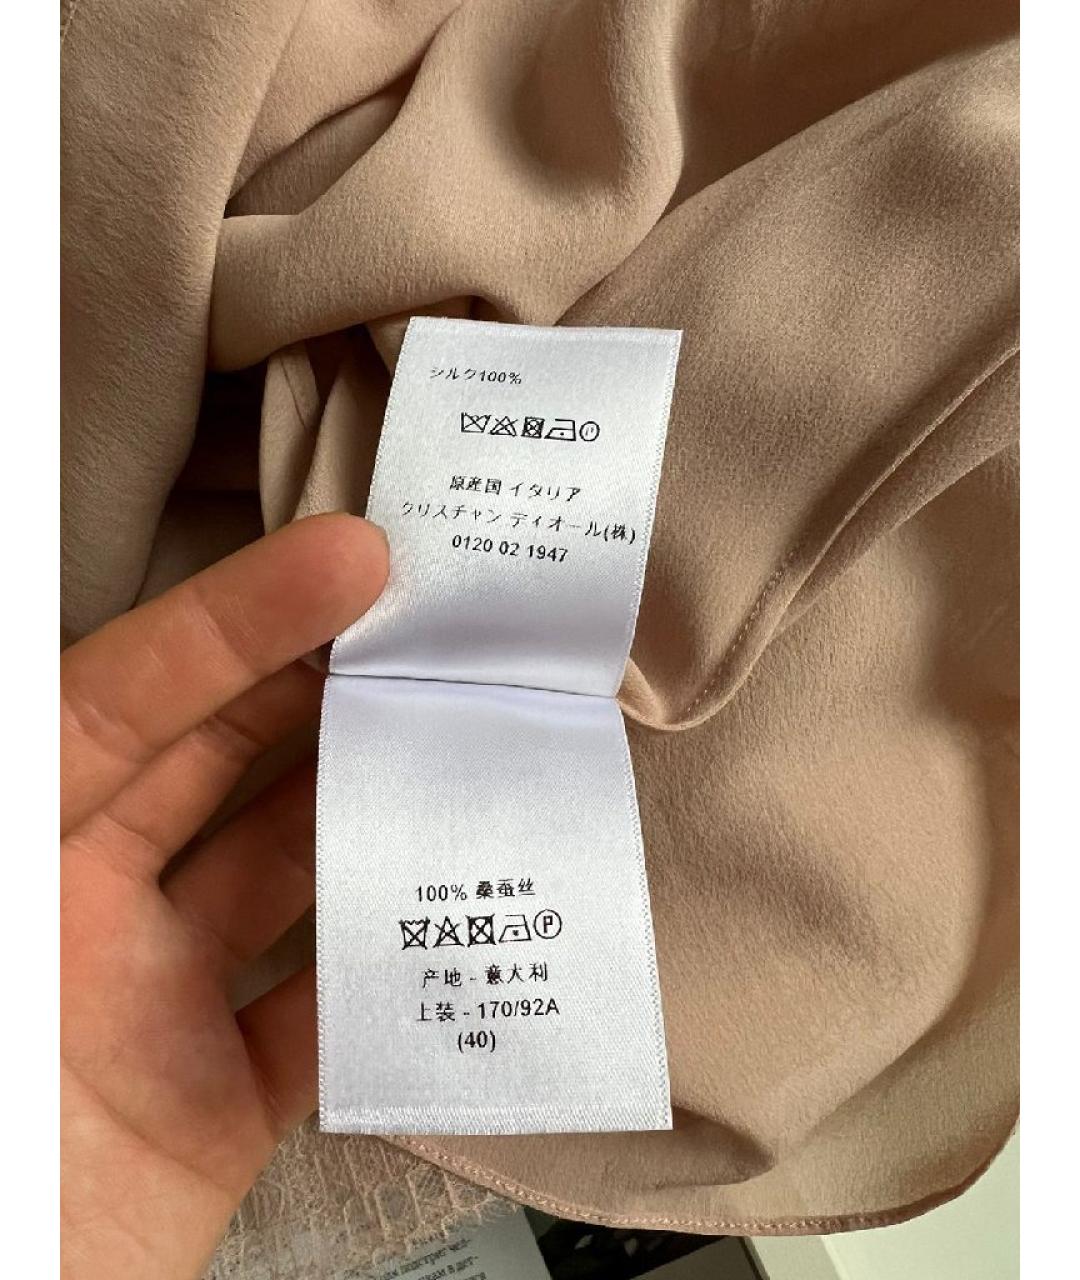 シルク100%
原産国 イタリア
クリスチャン ディオール(株)
0120 02 1947
100% 桑蚕丝
P
产地 - 意大利
上装 - 170/92A
(40)